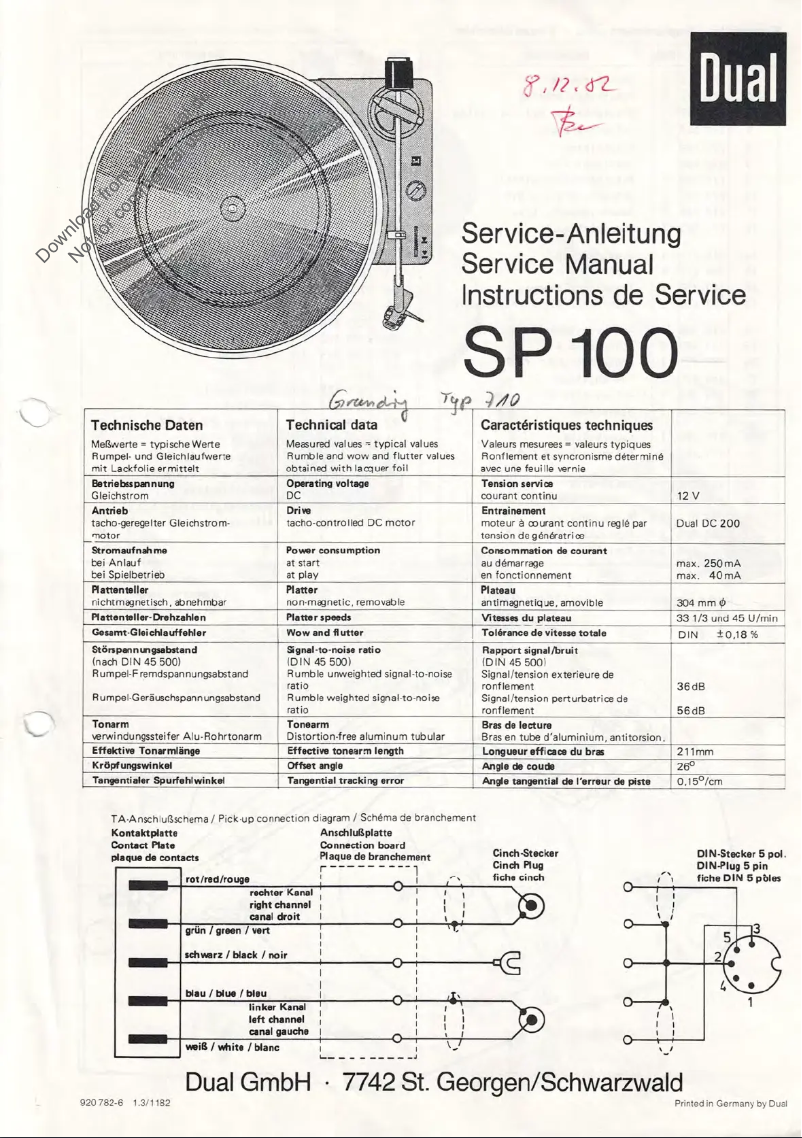 Dual
8.12.82
Download from
Not for commercial use
Service-Anleitung
Service Manual
Instructions de Service
SP 100
Grundig Typ 710
Technische Daten
Meßwerte = typische Werte
Rumpel- und Gleichlaufwerte
mit Lackfolie ermittelt
Technical data
Measured values = typical values
Rumble and wow and flutter values
obtained with lacquer foil
Caractéristiques techniques
Valeurs mesurees = valeurs typiques
Ronflement et syncronisme déterminé
avec une feuille vernie
Betriebsspannung
Gleichstrom
Operating voltage
DC
Tension service
courant continu
12 V
Antrieb
tacho-geregelter Gleichstrom-
motor
Drive
tacho-controlled DC motor
Entrainement
moteur à courant continu reglé par
tension de génératrice
Dual DC 200
Stromaufnahme
bei Anlauf
bei Spielbetrieb
Power consumption
at start
at play
Consommation de courant
au démarrage
en fonctionnement
max. 250 mA
max. 40 mA
Plattenteller
nichtmagnetisch, abnehmbar
Platter
non-magnetic, removable
Plateau
antimagnetique, amovible
304 mm ϕ
Plattenteller-Drehzahlen
Platter speeds
Vitesses du plateau
33 1/3 und 45 U/min
Gesamt-Gleichlauffehler
Wow and flutter
Tolérance de vitesse totale
DIN ± 0,18 %
Störspannungsabstand
(nach DIN 45 500)
Rumpel-Fremdspannungsabstand
Rumpel-Geräuschspannungsabstand
Signal-to-noise ratio
(DIN 45 500)
Rumble unweighted signal-to-noise
ratio
Rumble weighted signal-to-noise
ratio
Rapport signal/bruit
(DIN 45 500)
Signal/tension exterieure de
ronflement
Signal/tension perturbatrice de
ronflement
36 dB
56 dB
Tonarm
verwindungssteifer Alu-Rohrtonarm
Tonearm
Distortion-free aluminum tubular
Bras de lecture
Bras en tube d'aluminium, antitorsion.
Effektive Tonarmlänge
Effective tonearm length
Longueur efficace du bras
211mm
Kröpfungswinkel
Offset angle
Angle de coude
26°
Tangentialer Spurfehlwinkel
Tangential tracking error
Angle tangential de l'erreur de piste
0,15°/cm
TA-Anschlußschema / Pick-up connection diagram / Schéma de branchement
Kontaktplatte
Contact Plate
plaque de contacts
Anschlußplatte
Connection board
Plaque de branchement
Cinch-Stecker
Cinch Plug
fiche cinch
DIN-Stecker 5 pol.
DIN-Plug 5 pin
fiche DIN 5 pôles
rot/red/rouge
rechter Kanal
right channel
canal droit
grün / green / vert
schwarz / black / noir
blau / blue / bleu
linker Kanal
left channel
canal gauche
weiß / white / blanc
5
3
2
4
1
Dual GmbH · 7742 St. Georgen/Schwarzwald
920 782-6 1.3/1182
Printed in Germany by Dual